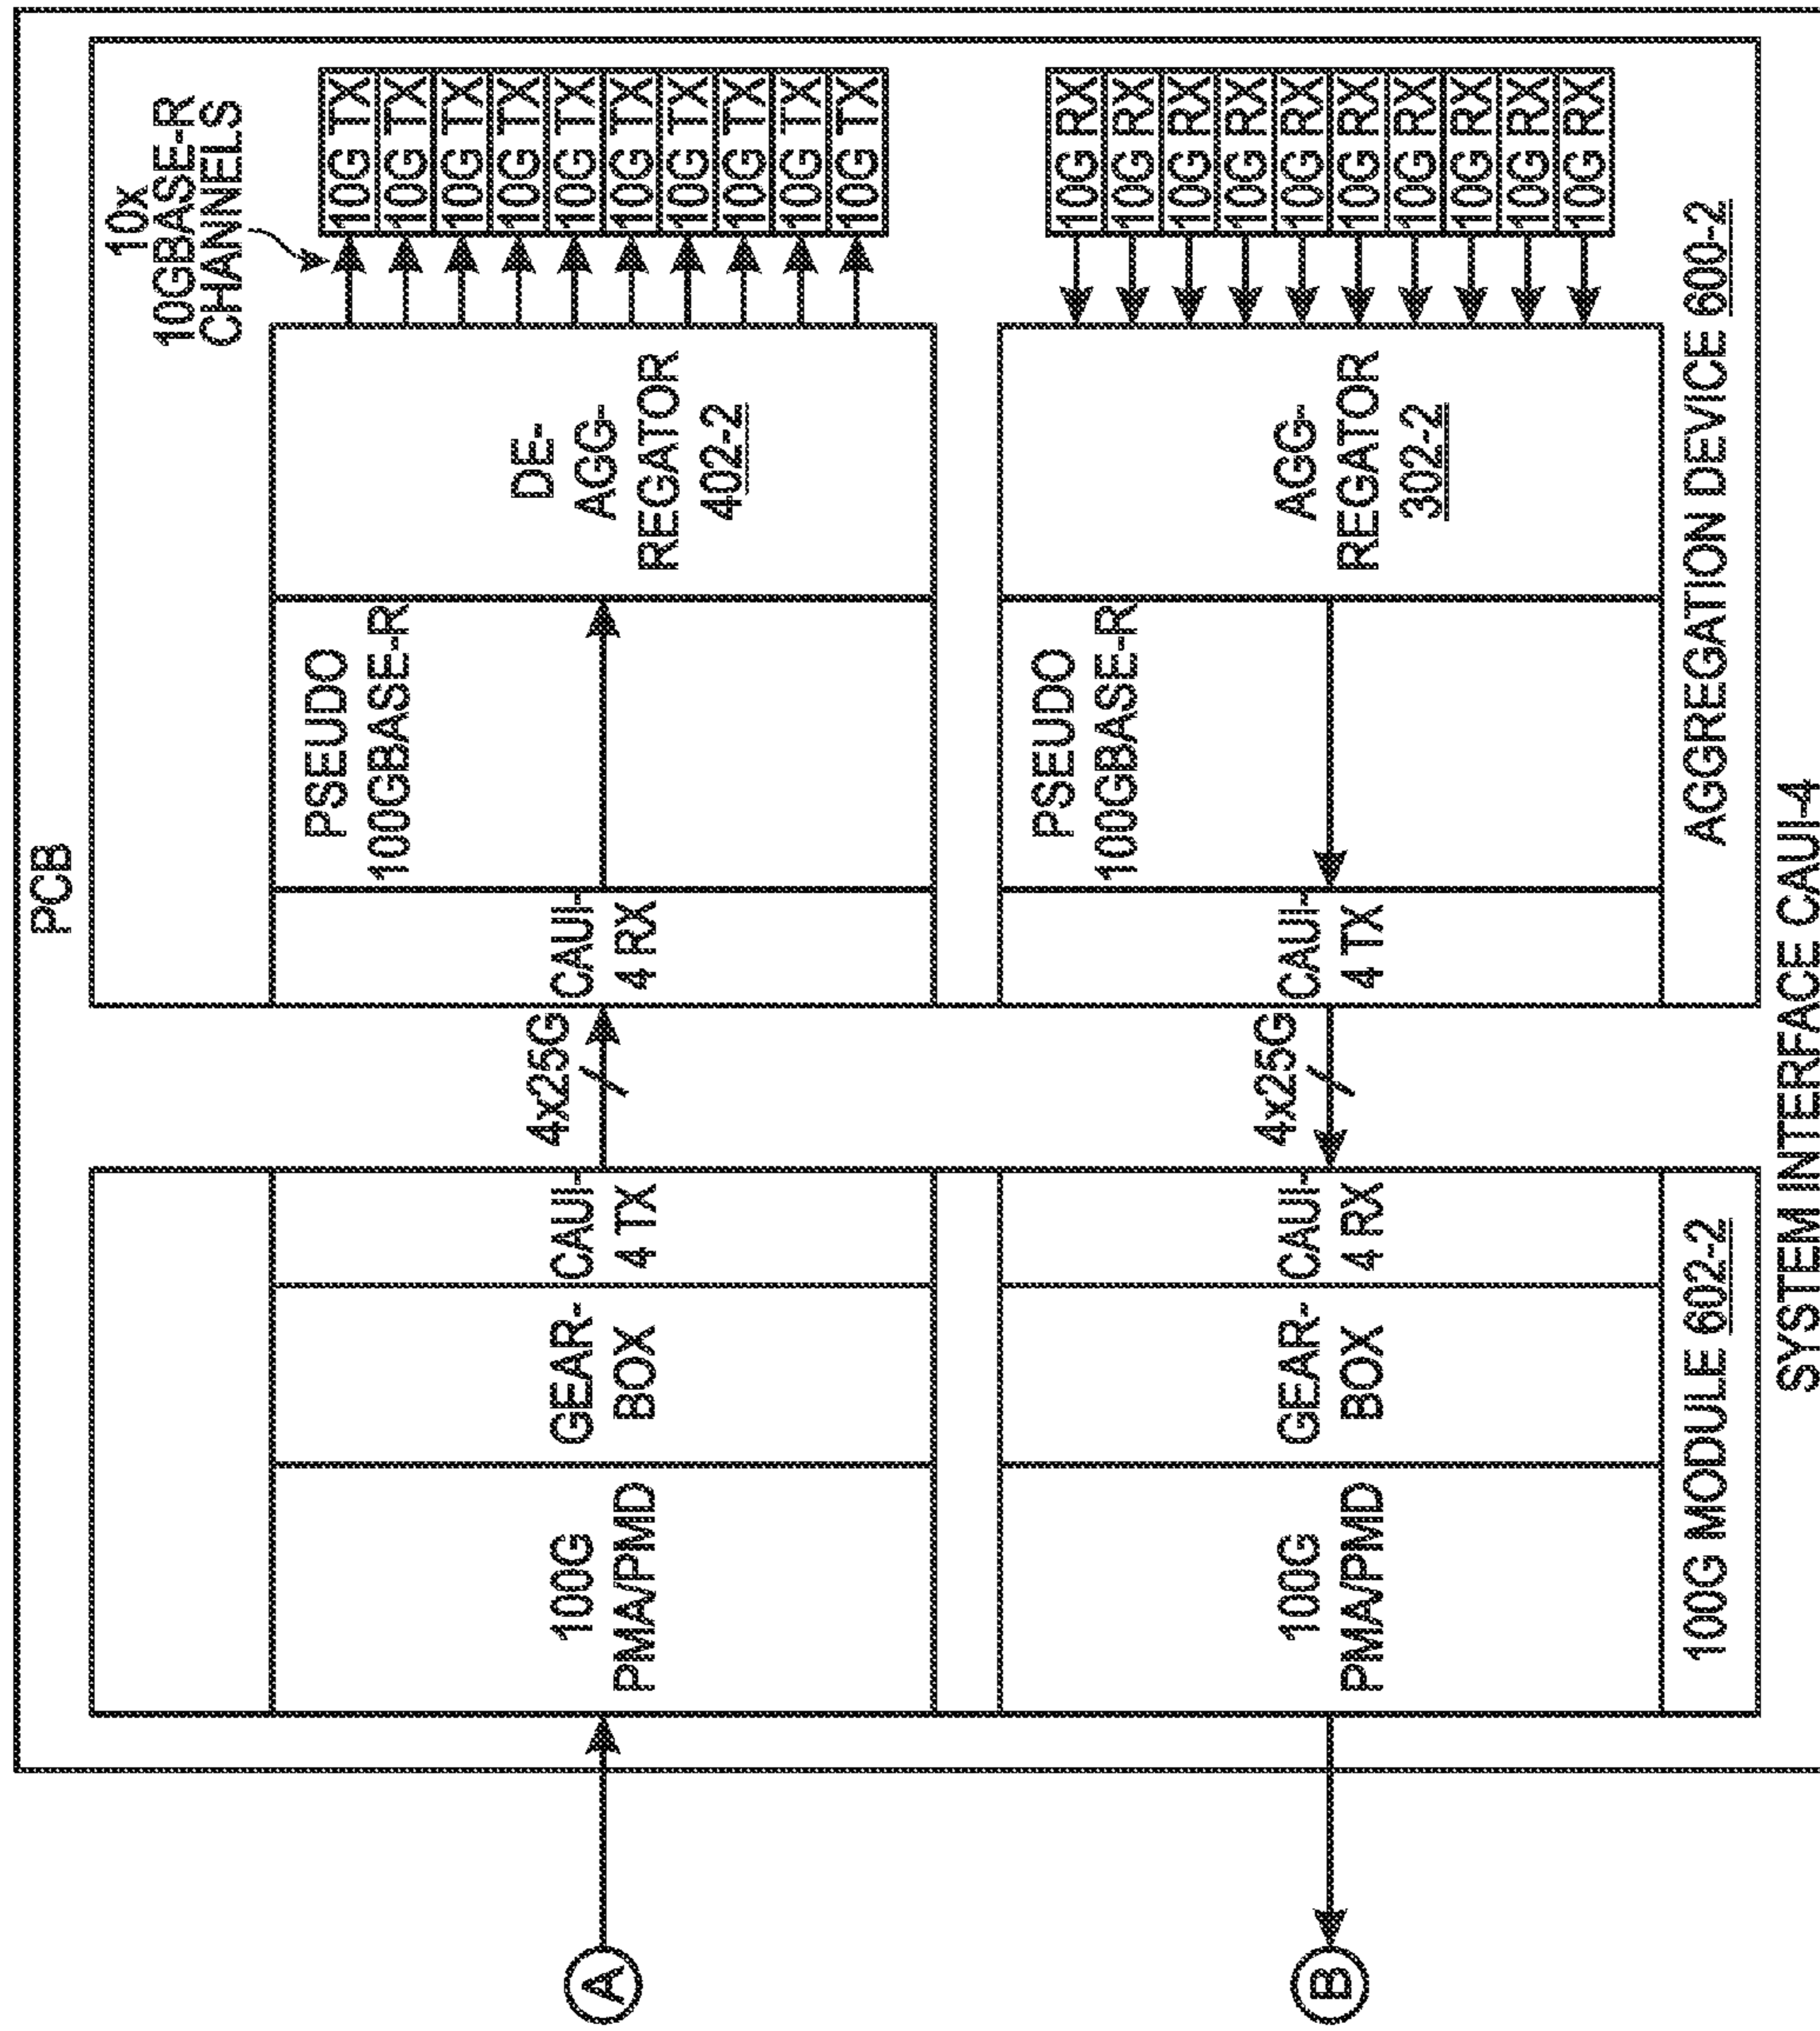 PCB
10x
10GBASE-R
CHANNELS
A
100G
PMA/PMD
GEAR-
BOX
CAUI-
4 TX
4x25G
CAUI-
4 RX
PSEUDO
100GBASE-R
DE-
AGG-
REGATOR
402-2
10G TX
10G TX
10G TX
10G TX
10G TX
10G TX
10G TX
10G TX
10G TX
10G TX
B
100G
PMA/PMD
GEAR-
BOX
CAUI-
4 RX
4x25G
CAUI-
4 TX
PSEUDO
100GBASE-R
AGG-
REGATOR
302-2
10G RX
10G RX
10G RX
10G RX
10G RX
10G RX
10G RX
10G RX
10G RX
10G RX
100G MODULE 602-2
AGGREGATION DEVICE 600-2
SYSTEM INTERFACE CAUI-4